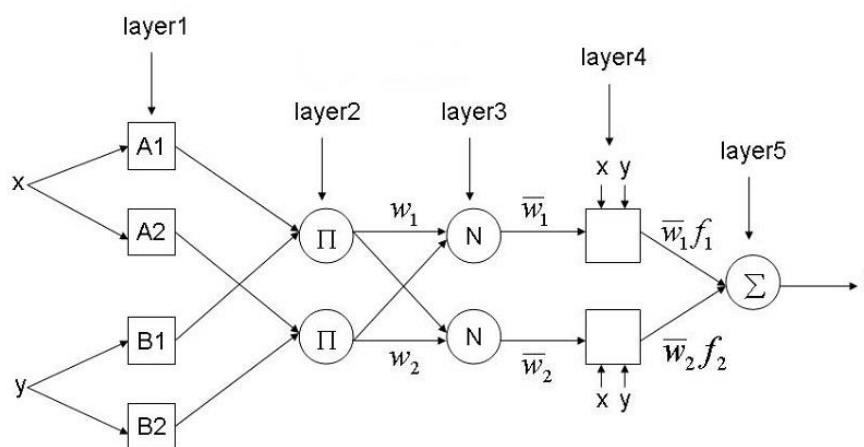 layer1
layer2
layer3
layer4
layer5
x
y
A1
A2
B1
B2
Π
Π
w₁
w₂
N
N
w̅₁
w̅₂
x y
x y
w̅₁f₁
w̅₂f₂
Σ